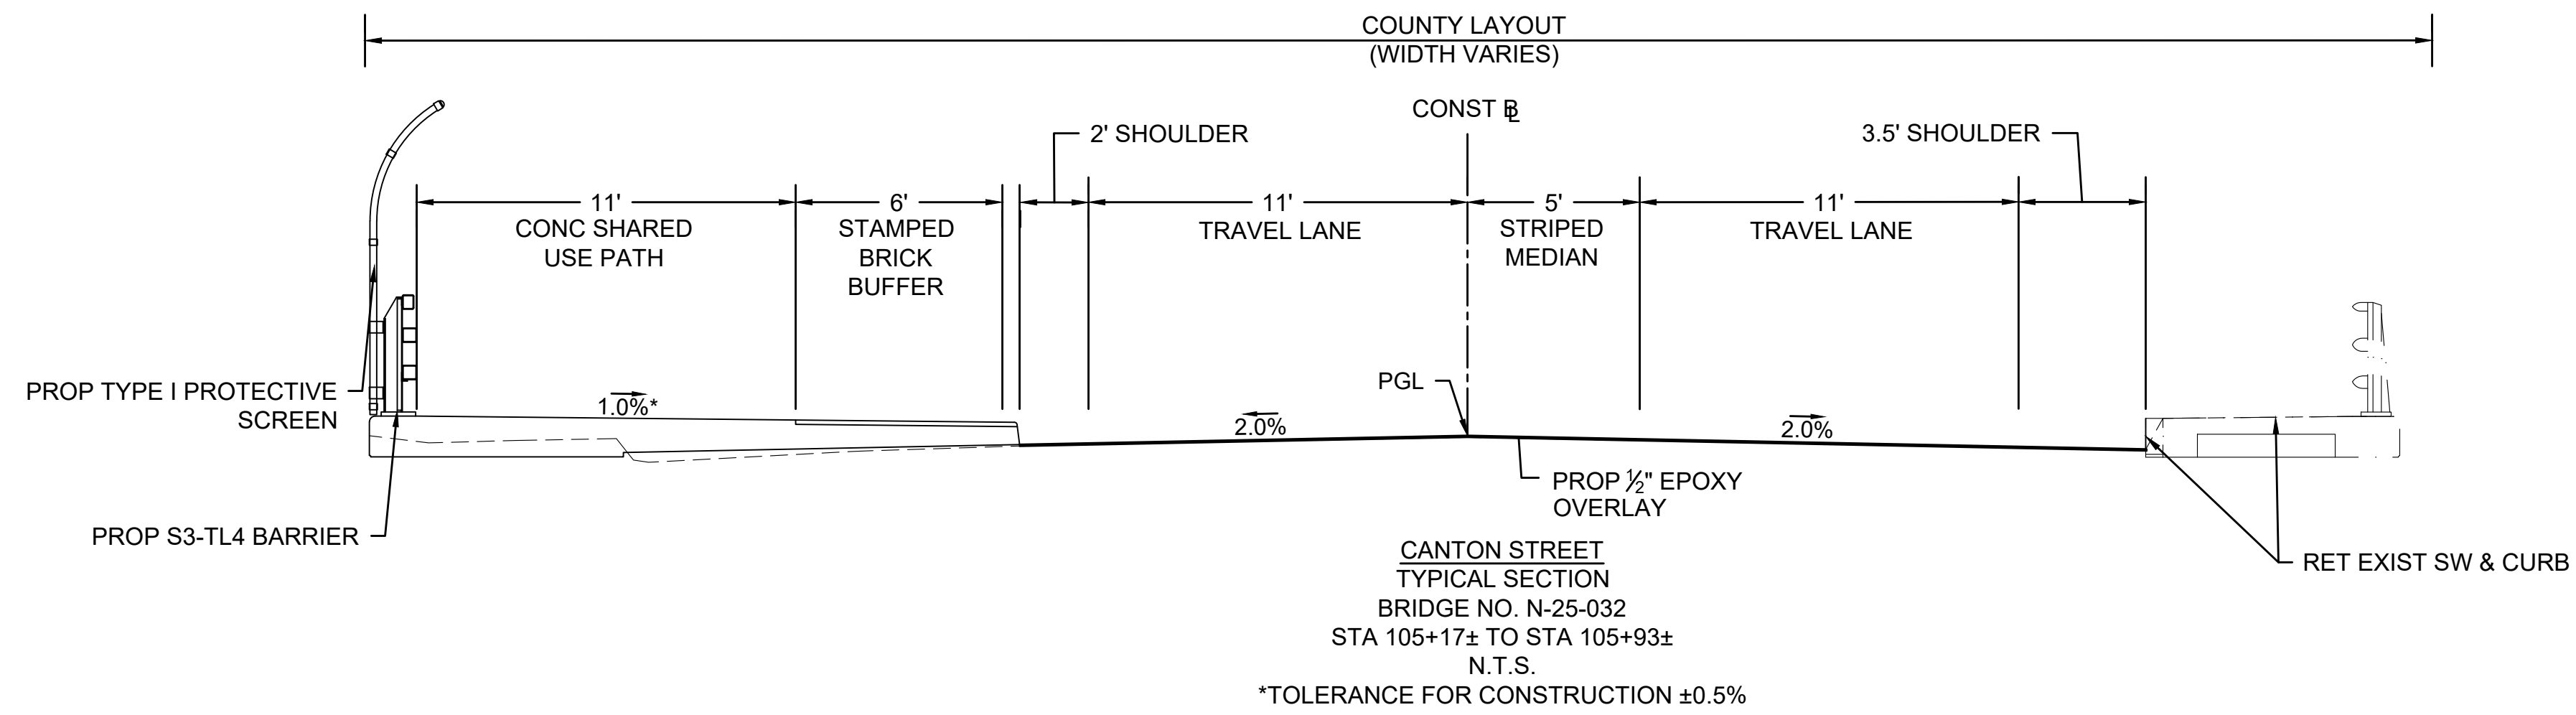 COUNTY LAYOUT
(WIDTH VARIES)
CONST BL
2' SHOULDER
3.5' SHOULDER
11'
CONC SHARED
USE PATH
6'
STAMPED
BRICK
BUFFER
11'
TRAVEL LANE
5'
STRIPED
MEDIAN
11'
TRAVEL LANE
PROP TYPE I PROTECTIVE
SCREEN
1.0%*
PGL
2.0%
2.0%
PROP ½" EPOXY
OVERLAY
PROP S3-TL4 BARRIER
RET EXIST SW & CURB
CANTON STREET
TYPICAL SECTION
BRIDGE NO. N-25-032
STA 105+17± TO STA 105+93±
N.T.S.
*TOLERANCE FOR CONSTRUCTION ±0.5%